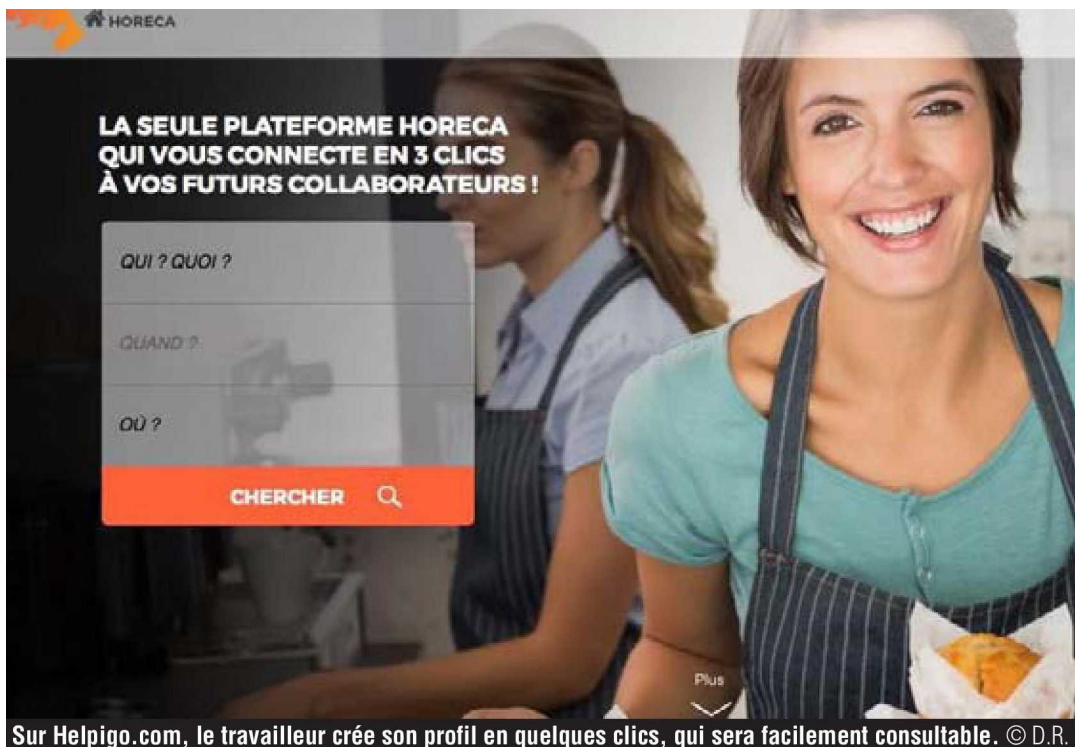 HORECA
LA SEULE PLATEFORME HORECA
QUI VOUS CONNECTE EN 3 CLICS
À VOS FUTURS COLLABORATEURS !
QUI ? QUOI ?
QUAND ?
OÙ ?
CHERCHER
Plus
Sur Helpigo.com, le travailleur crée son profil en quelques clics, qui sera facilement consultable. © D.R.